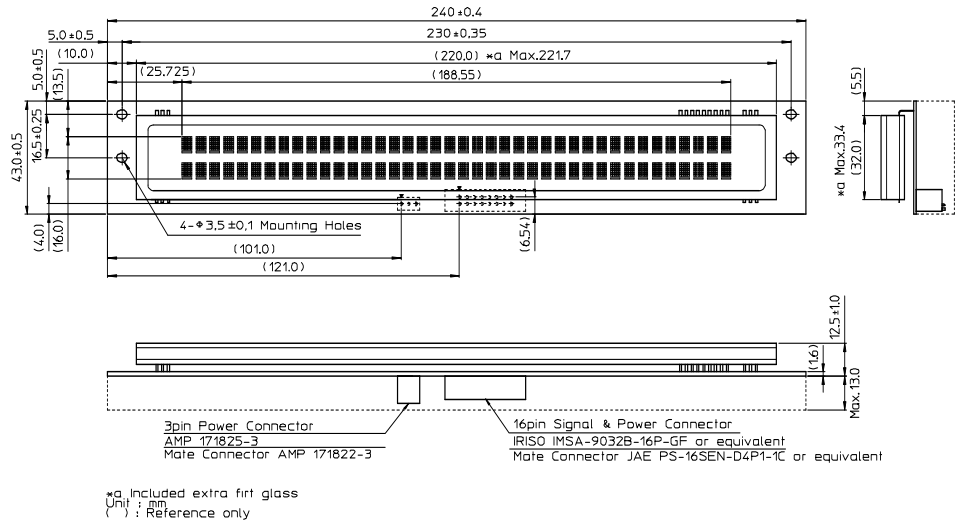 240±0.4
5.0±0.5
230±0.35
(10.0)
(220.0) *a Max.221.7
(25.725)
(188.55)
5.0±0.5
(13.5)
43.0±0.5
16.5±0.25
(4.0)
(16.0)
4-Φ3.5±0.1 Mounting Holes
(6.54)
(101.0)
(121.0)
(5.5)
*a Max.33.4
(32.0)
12.5±1.0
(1.6)
Max.13.0
3pin Power Connector
AMP 171825-3
Mate Connector AMP 171822-3
16pin Signal & Power Connector
IRISO IMSA-9032B-16P-GF or equivalent
Mate Connector JAE PS-16SEN-D4P1-1C or equivalent
*a Included extra firt glass
Unit : mm
( ) : Reference only